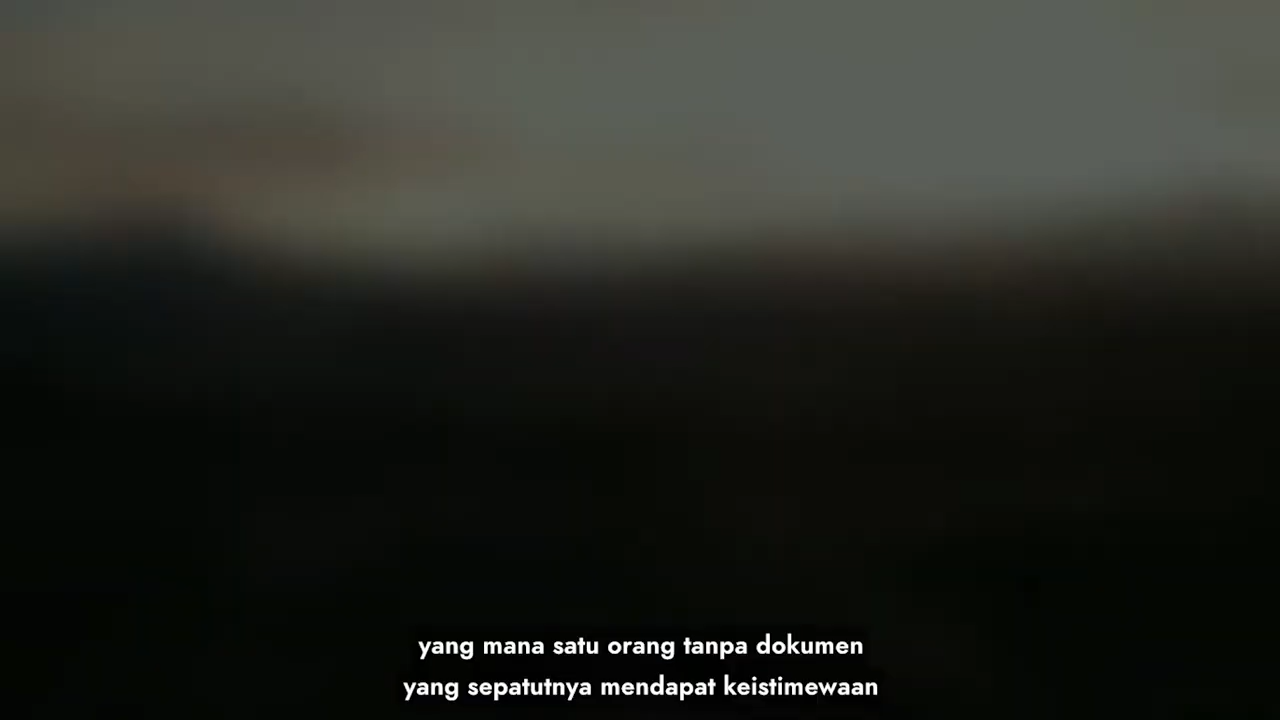 yang mana satu orang tanpa dokumen
yang sepatutnya mendapat keistimewaan